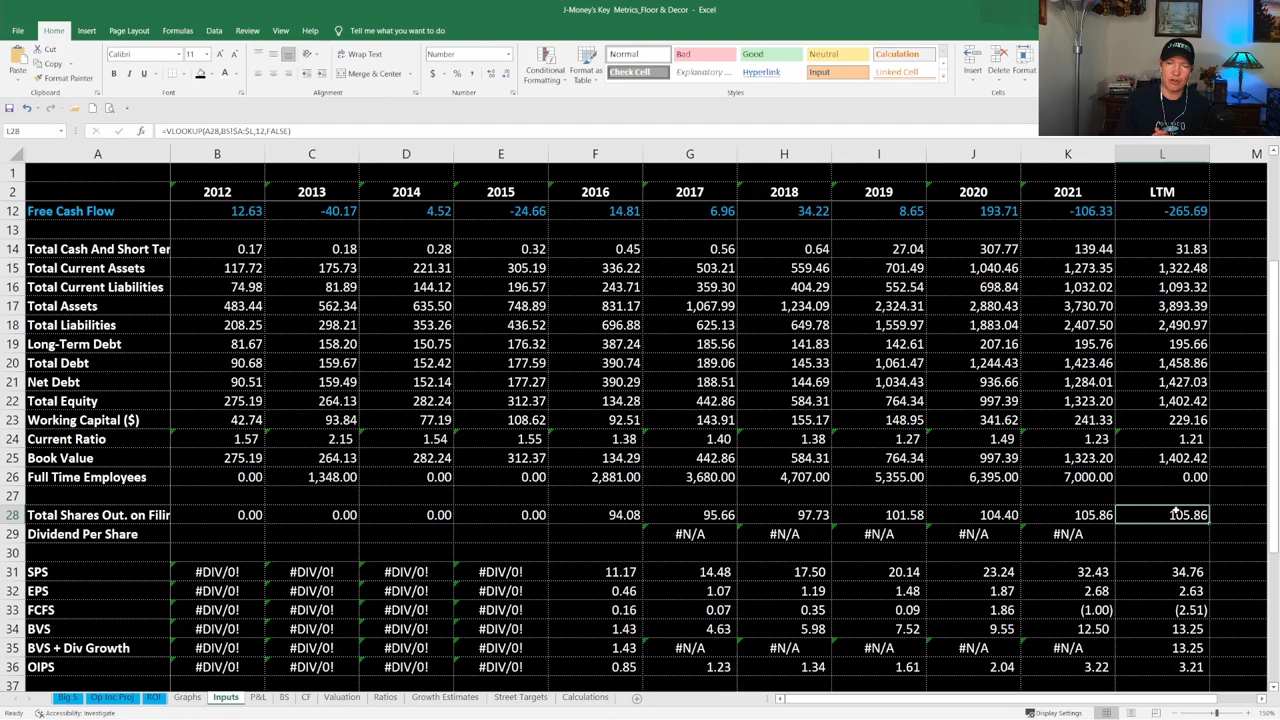 J-Money's Key Metrics_Floor & Decor - Excel
File Home Insert Page Layout Formulas Data Review View Help Tell me what you want to do
Cut
Copy
Format Painter
Paste
Calibri 11
Wrap Text
Merge & Center
Number
Conditional Formatting
Format as Table
Normal Bad Good Neutral Calculation
Check Cell Explanatory ... Hyperlink Input Linked Cell
Insert Delete Format
Clipboard Font Alignment Number Styles Cells
L28 =VLOOKUP(A28,BS!$A:$L,12,FALSE)
A B C D E F G H I J K L M
1
2 2012 2013 2014 2015 2016 2017 2018 2019 2020 2021 LTM
12 Free Cash Flow 12.63 -40.17 4.52 -24.66 14.81 6.96 34.22 8.65 193.71 -106.33 -265.69
13
14 Total Cash And Short Ter 0.17 0.18 0.28 0.32 0.45 0.56 0.64 27.04 307.77 139.44 31.83
15 Total Current Assets 117.72 175.73 221.31 305.19 336.22 503.21 559.46 701.49 1,040.46 1,273.35 1,322.48
16 Total Current Liabilities 74.98 81.89 144.12 196.57 243.71 359.30 404.29 552.54 698.84 1,032.02 1,093.32
17 Total Assets 483.44 562.34 635.50 748.89 831.17 1,067.99 1,234.09 2,324.31 2,880.43 3,730.70 3,893.39
18 Total Liabilities 208.25 298.21 353.26 436.52 696.88 625.13 649.78 1,559.97 1,883.04 2,407.50 2,490.97
19 Long-Term Debt 81.67 158.20 150.75 176.32 387.24 185.56 141.83 142.61 207.16 195.76 195.66
20 Total Debt 90.68 159.67 152.42 177.59 390.74 189.06 145.33 1,061.47 1,244.43 1,423.46 1,458.86
21 Net Debt 90.51 159.49 152.14 177.27 390.29 188.51 144.69 1,034.43 936.66 1,284.01 1,427.03
22 Total Equity 275.19 264.13 282.24 312.37 134.28 442.86 584.31 764.34 997.39 1,323.20 1,402.42
23 Working Capital ($) 42.74 93.84 77.19 108.62 92.51 143.91 155.17 148.95 341.62 241.33 229.16
24 Current Ratio 1.57 2.15 1.54 1.55 1.38 1.40 1.38 1.27 1.49 1.23 1.21
25 Book Value 275.19 264.13 282.24 312.37 134.29 442.86 584.31 764.34 997.39 1,323.20 1,402.42
26 Full Time Employees 0.00 1,348.00 0.00 0.00 2,881.00 3,680.00 4,707.00 5,355.00 6,395.00 7,000.00 0.00
27
28 Total Shares Out. on Filir 0.00 0.00 0.00 0.00 94.08 95.66 97.73 101.58 104.40 105.86 105.86
29 Dividend Per Share #N/A #N/A #N/A #N/A #N/A
30
31 SPS #DIV/0! #DIV/0! #DIV/0! #DIV/0! 11.17 14.48 17.50 20.14 23.24 32.43 34.76
32 EPS #DIV/0! #DIV/0! #DIV/0! #DIV/0! 0.46 1.07 1.19 1.48 1.87 2.68 2.63
33 FCFS #DIV/0! #DIV/0! #DIV/0! #DIV/0! 0.16 0.07 0.35 0.09 1.86 (1.00) (2.51)
34 BVS #DIV/0! #DIV/0! #DIV/0! #DIV/0! 1.43 4.63 5.98 7.52 9.55 12.50 13.25
35 BVS + Div Growth #DIV/0! #DIV/0! #DIV/0! #DIV/0! 1.43 #N/A #N/A #N/A #N/A #N/A 13.25
36 OIPS #DIV/0! #DIV/0! #DIV/0! #DIV/0! 0.85 1.23 1.34 1.61 2.04 3.22 3.21
37
Big 5 Op Inc Proj ROI Graphs Inputs P&L BS CF Valuation Ratios Growth Estimates Street Targets Calculations
Ready Accessibility: Investigate Display Settings 150%